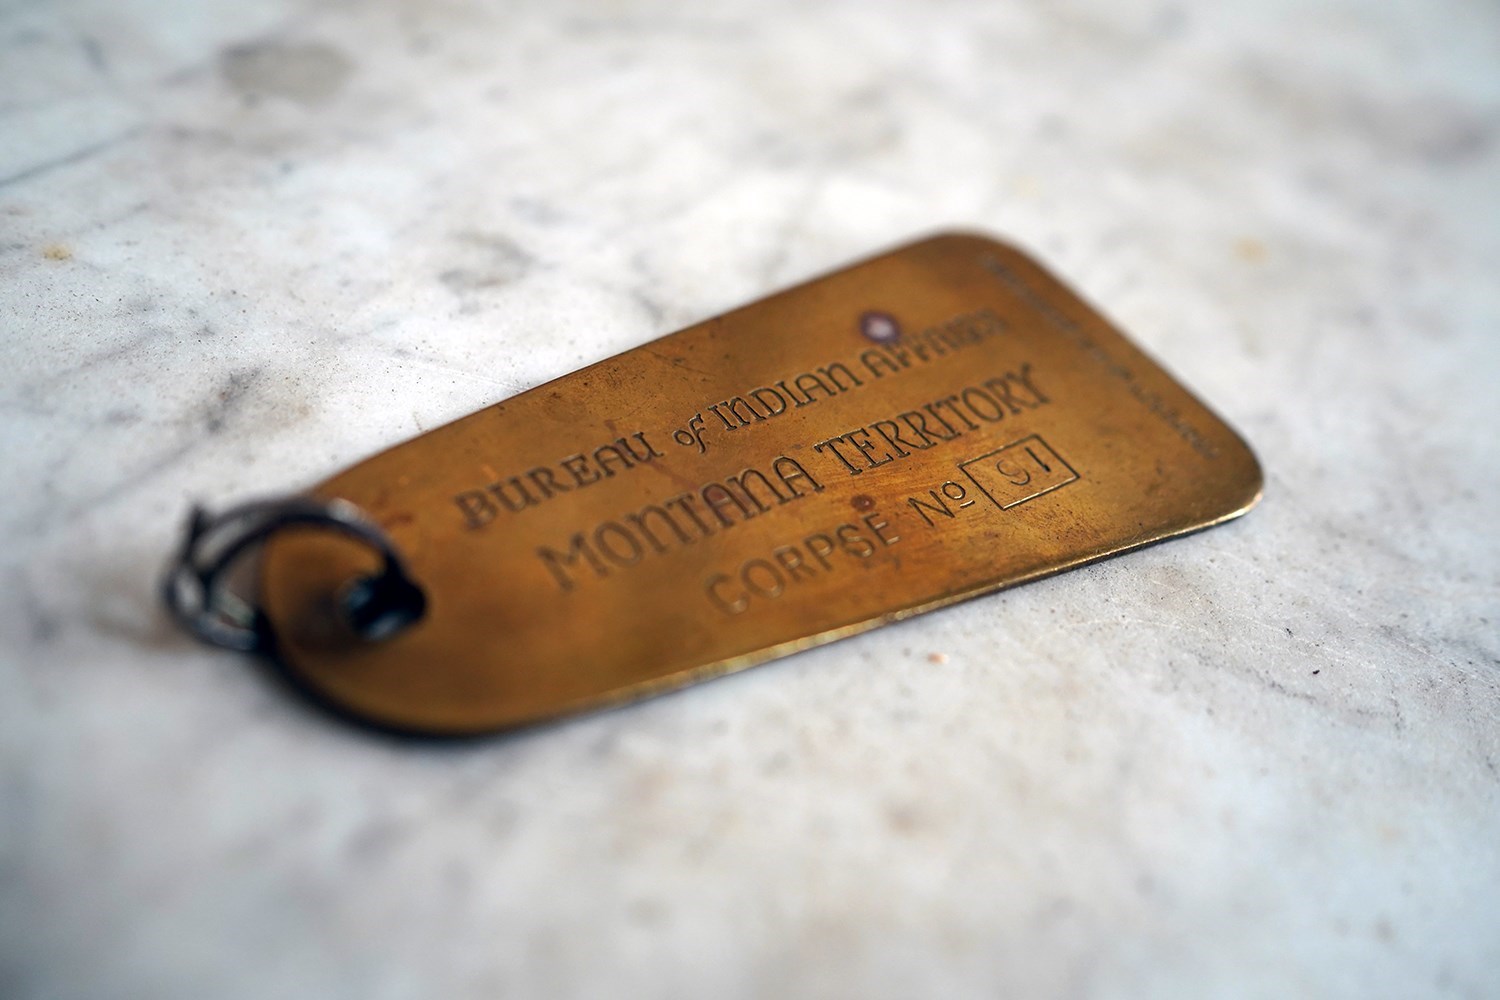 BUREAU of INDIAN AFFAIRS
MONTANA TERRITORY
CORPSE No 91